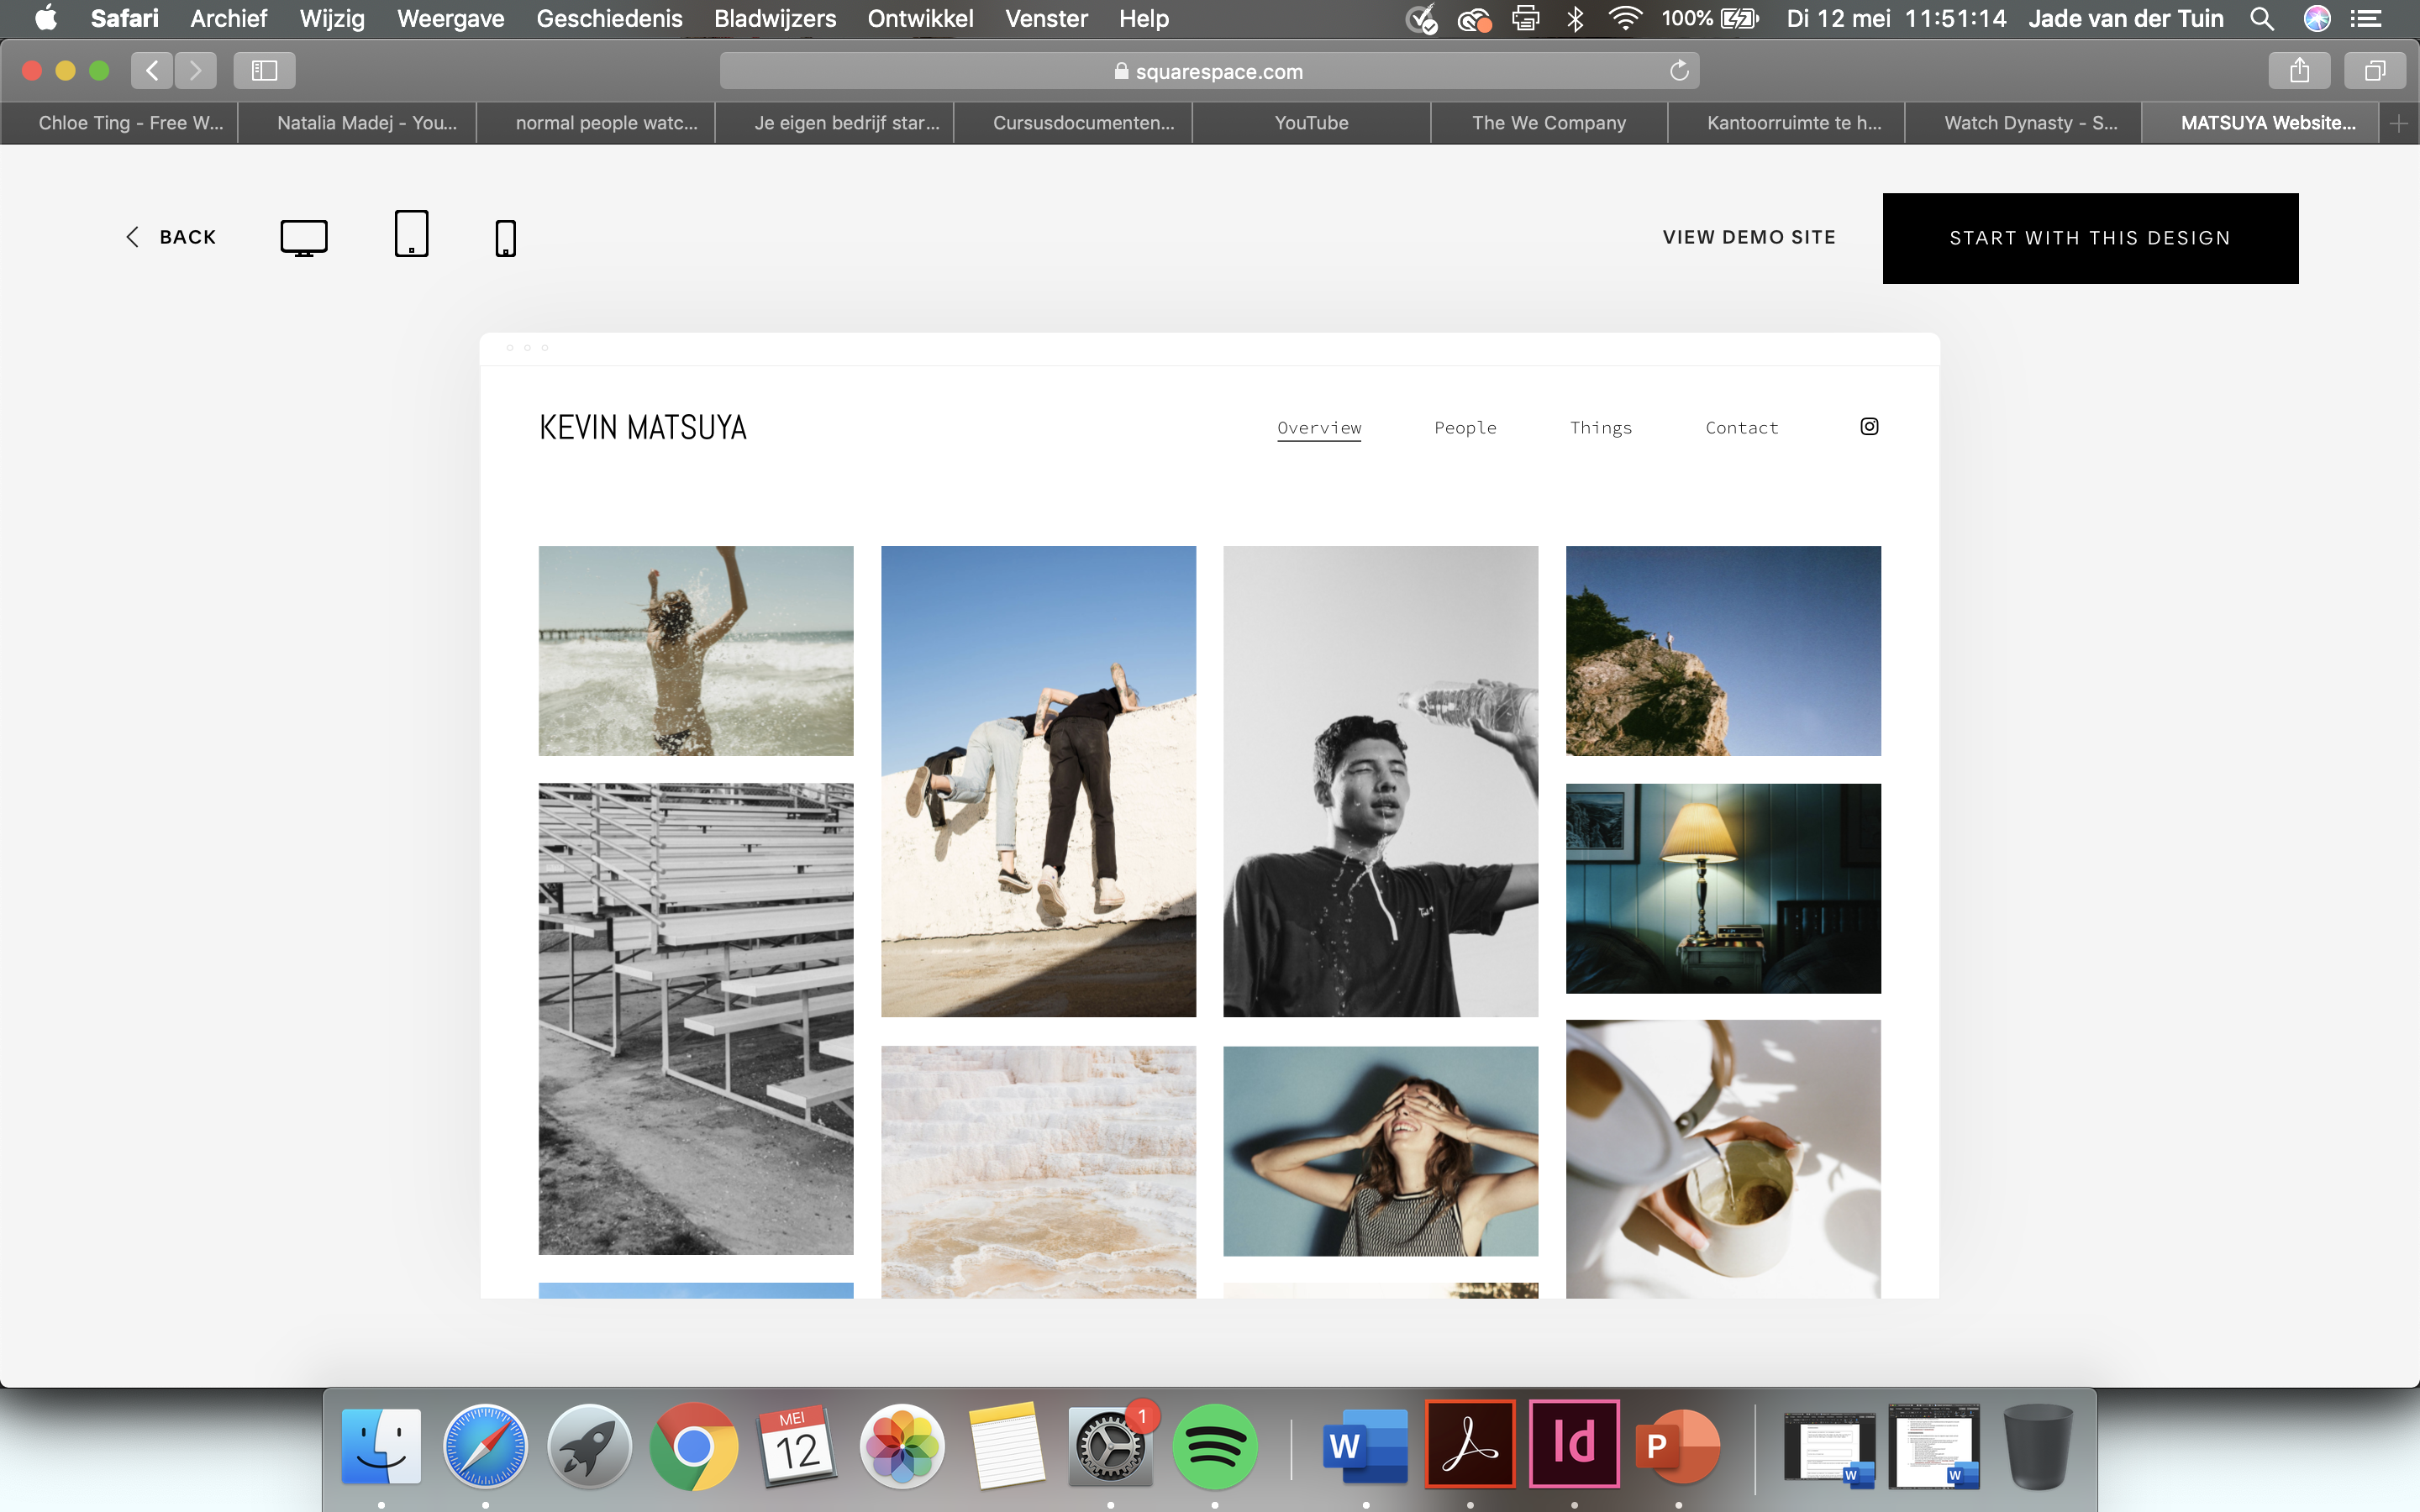 Safari Archief Wijzig Weergave Geschiedenis Bladwijzers Ontwikkel Venster Help 100% Di 12 mei 11:51:14 Jade van der Tuin
squarespace.com
Chloe Ting - Free W... Natalia Madej - You... normal people watc... Je eigen bedrijf star... Cursusdocumenten... YouTube The We Company Kantoorruimte te h... Watch Dynasty - S... MATSUYA Website...
BACK VIEW DEMO SITE START WITH THIS DESIGN
KEVIN MATSUYA Overview People Things Contact
MEI
12
1
W
Id
P
W
W